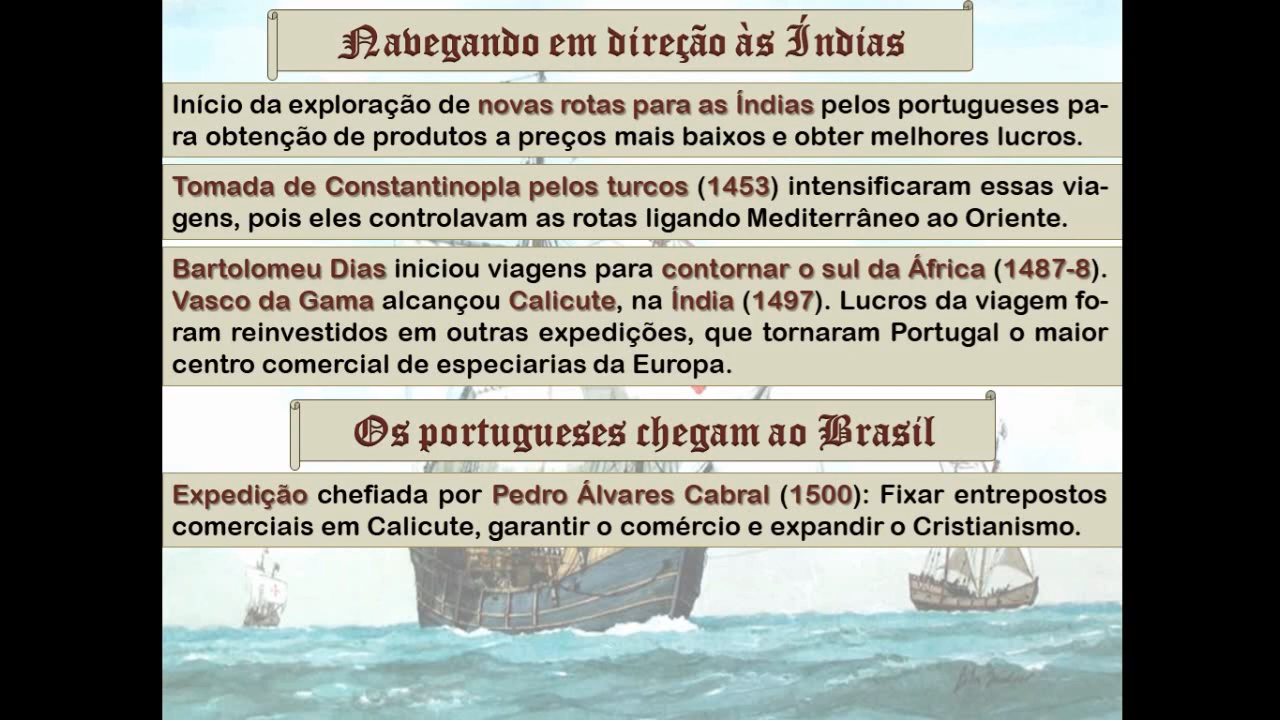 Navegando em direção às Índias
Início da exploração de novas rotas para as Índias pelos portugueses pa-
ra obtenção de produtos a preços mais baixos e obter melhores lucros.
Tomada de Constantinopla pelos turcos (1453) intensificaram essas via-
gens, pois eles controlavam as rotas ligando Mediterrâneo ao Oriente.
Bartolomeu Dias iniciou viagens para contornar o sul da África (1487-8).
Vasco da Gama alcançou Calicute, na Índia (1497). Lucros da viagem fo-
ram reinvestidos em outras expedições, que tornaram Portugal o maior
centro comercial de especiarias da Europa.
Os portugueses chegam ao Brasil
Expedição chefiada por Pedro Álvares Cabral (1500): Fixar entrepostos
comerciais em Calicute, garantir o comércio e expandir o Cristianismo.